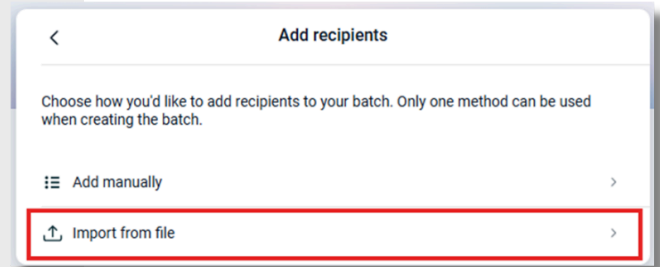 Add recipients
Choose how you'd like to add recipients to your batch. Only one method can be used
when creating the batch.
Add manually
Import from file